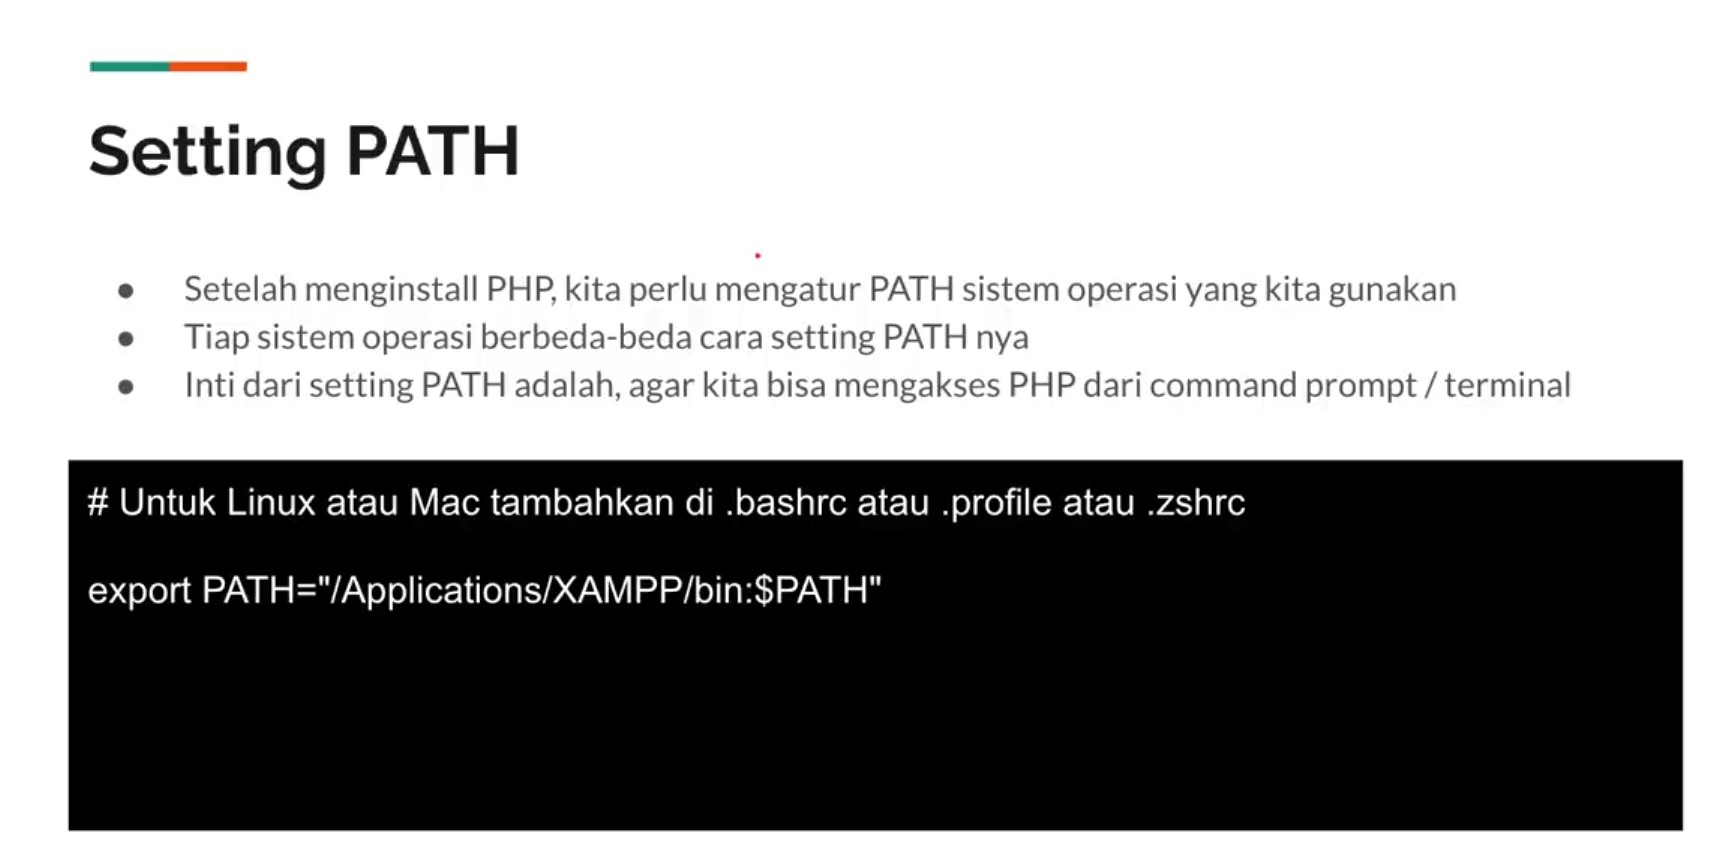 Setting PATH
● Setelah menginstall PHP, kita perlu mengatur PATH sistem operasi yang kita gunakan
● Tiap sistem operasi berbeda-beda cara setting PATH nya
● Inti dari setting PATH adalah, agar kita bisa mengakses PHP dari command prompt / terminal
# Untuk Linux atau Mac tambahkan di .bashrc atau .profile atau .zshrc
export PATH="/Applications/XAMPP/bin:$PATH"